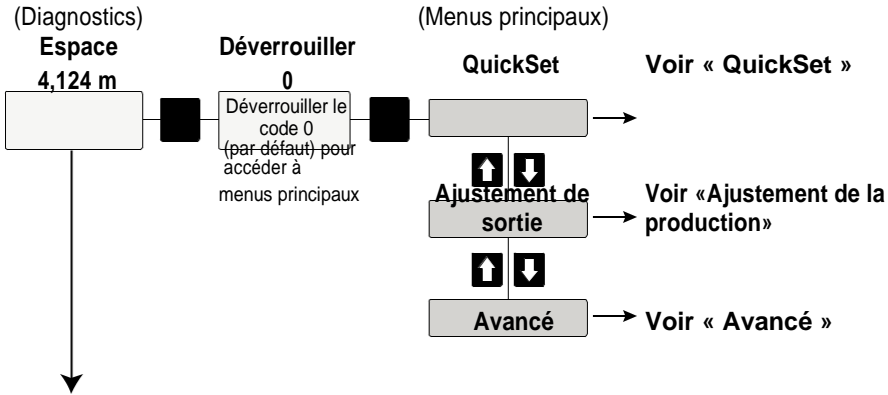 (Diagnostics)
Espace
4,124 m
Déverrouiller
0
Déverrouiller le
code 0
(par défaut) pour
accéder à
menus principaux
(Menus principaux)
QuickSet
Voir « QuickSet »
Ajustement de
sortie
Voir «Ajustement de la
production»
Avancé
Voir « Avancé »